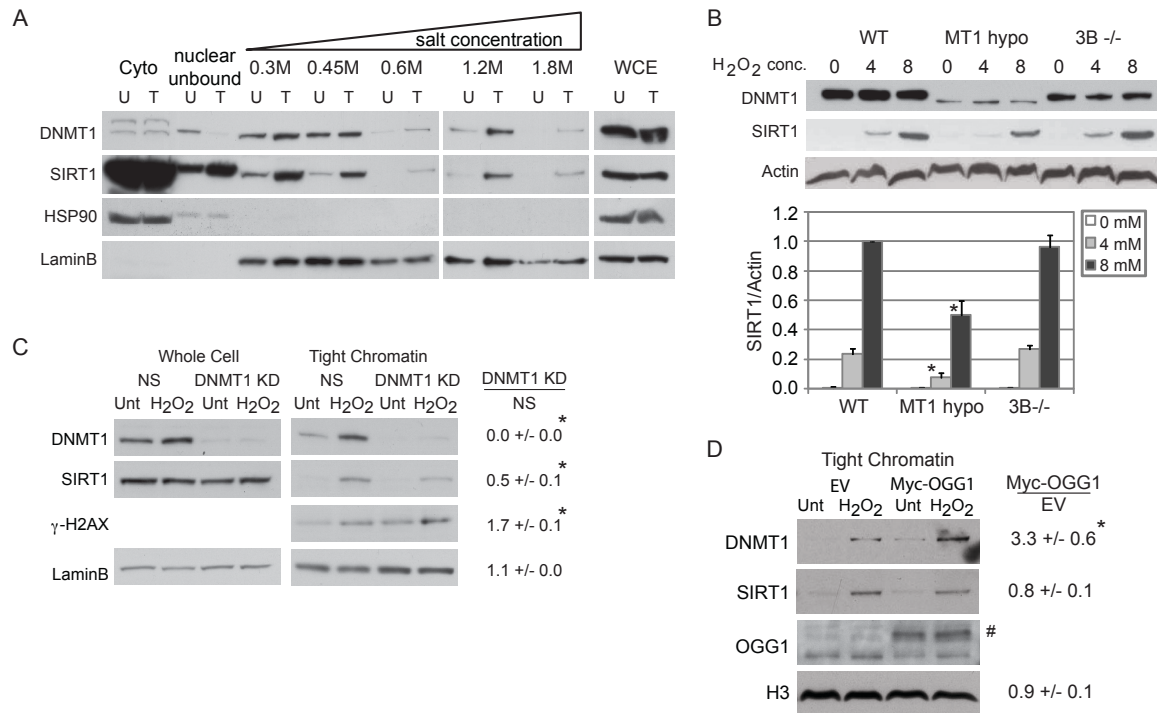 A
salt concentration
Cyto
nuclear unbound
0.3M 0.45M 0.6M 1.2M 1.8M WCE
U T U T U T U T U T U T U T U T
DNMT1
SIRT1
HSP90
LaminB
B
WT MT1 hypo 3B -/-
H2O2 conc. 0 4 8 0 4 8 0 4 8
DNMT1
SIRT1
Actin
SIRT1/Actin
1.2
1.0
0.8
0.6
0.4
0.2
0.0
* *
WT MT1 hypo 3B-/-
0 mM
4 mM
8 mM
C
Whole Cell Tight Chromatin
NS DNMT1 KD NS DNMT1 KD
Unt H2O2 Unt H2O2 Unt H2O2 Unt H2O2
DNMT1 KD
NS
DNMT1 0.0 +/- 0.0 *
SIRT1 0.5 +/- 0.1 *
γ-H2AX 1.7 +/- 0.1 *
LaminB 1.1 +/- 0.0
D
Tight Chromatin
EV Myc-OGG1
Unt H2O2 Unt H2O2
Myc-OGG1
EV
DNMT1 3.3 +/- 0.6 *
SIRT1 0.8 +/- 0.1
OGG1 #
H3 0.9 +/- 0.1